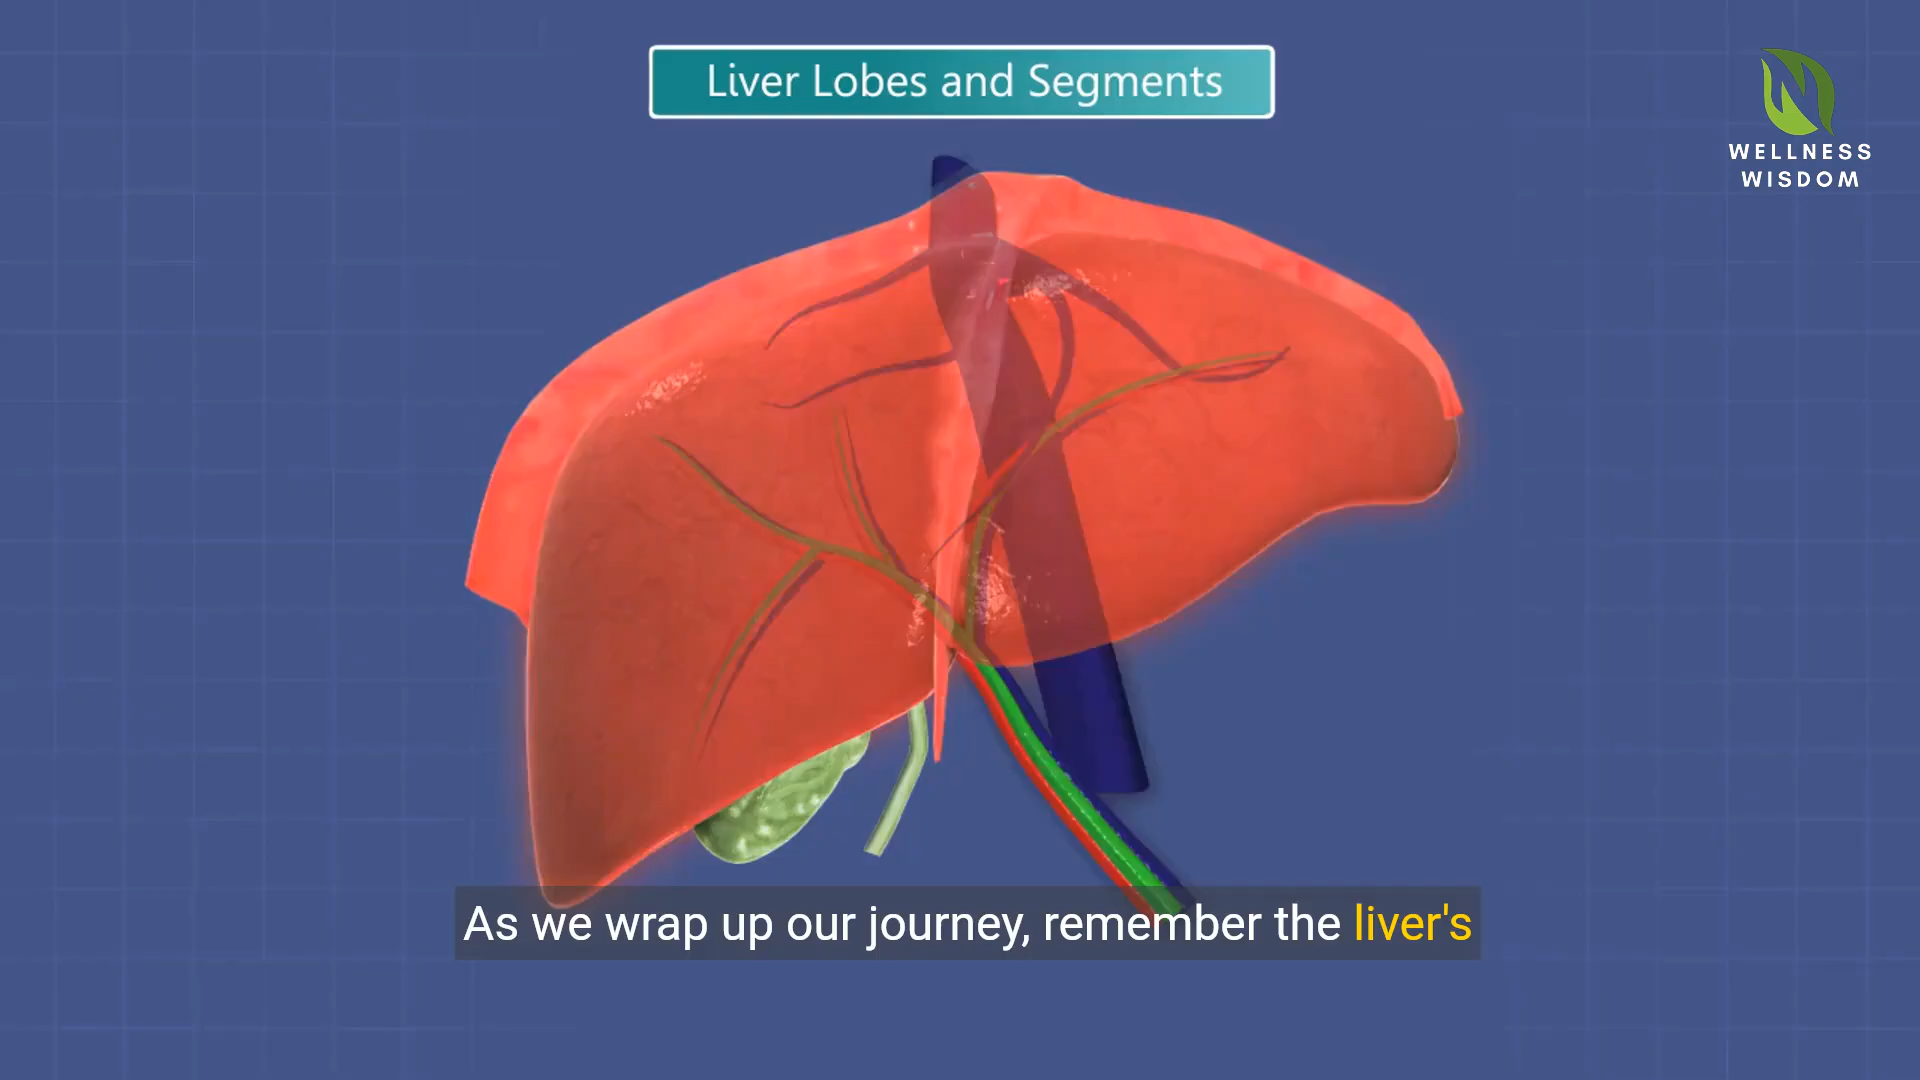 Liver Lobes and Segments
WELLNESS
WISDOM
As we wrap up our journey, remember the liver's